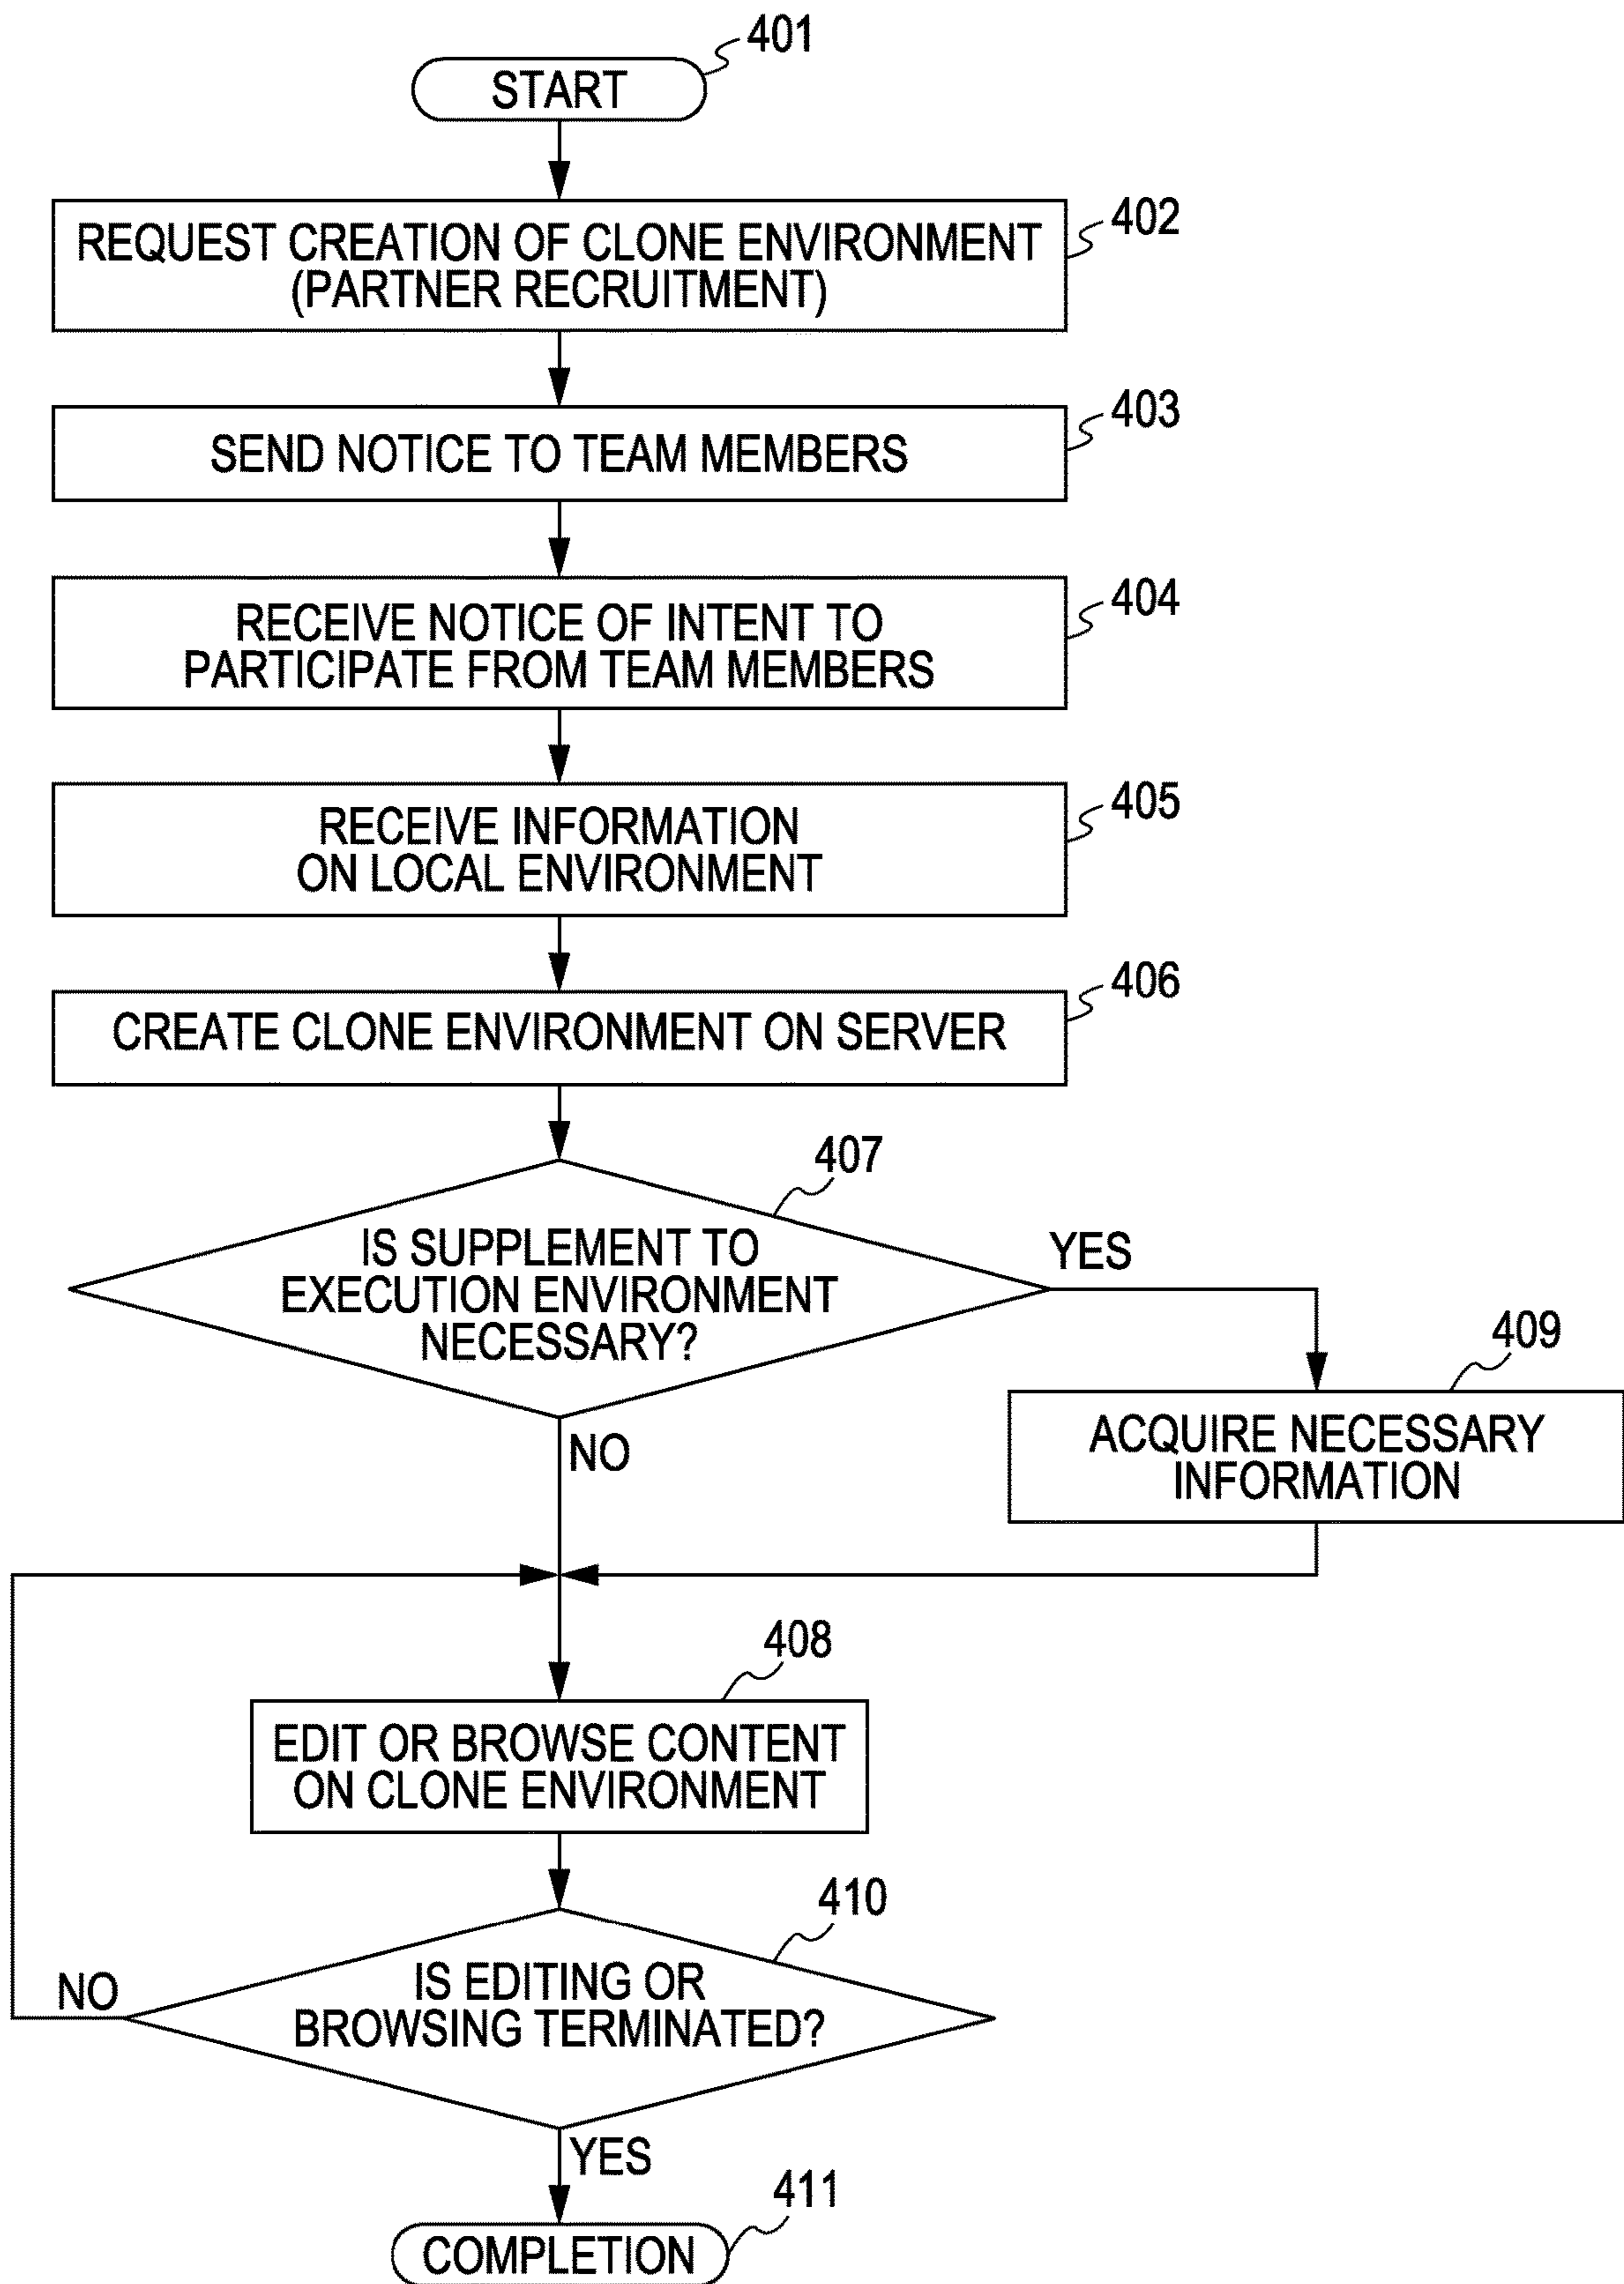 401
START
402
REQUEST CREATION OF CLONE ENVIRONMENT
(PARTNER RECRUITMENT)
403
SEND NOTICE TO TEAM MEMBERS
404
RECEIVE NOTICE OF INTENT TO
PARTICIPATE FROM TEAM MEMBERS
405
RECEIVE INFORMATION
ON LOCAL ENVIRONMENT
406
CREATE CLONE ENVIRONMENT ON SERVER
407
IS SUPPLEMENT TO
EXECUTION ENVIRONMENT
NECESSARY?
YES
409
ACQUIRE NECESSARY
INFORMATION
NO
408
EDIT OR BROWSE CONTENT
ON CLONE ENVIRONMENT
410
IS EDITING OR
BROWSING TERMINATED?
NO
YES
411
COMPLETION